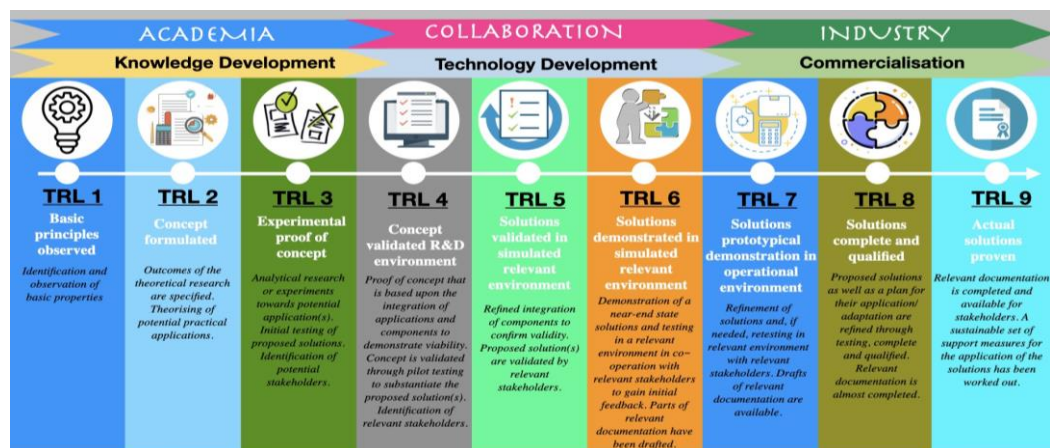 ACADEMIA
COLLABORATION
INDUSTRY
Knowledge Development
Technology Development
Commercialisation
TRL 1
Basic
principles
observed
Identification and
observation of
basic properties
TRL 2
Concept
formulated
Outcomes of the
theoretical research
are specified.
Theorising of
potential practical
applications.
TRL 3
Experimental
proof of
concept
Analytical research
or experiments
towards potential
application(s).
Initial testing of
proposed solutions.
Identification of
potential
stakeholders.
TRL 4
Concept
validated R&D
environment
Proof of concept that
is based upon the
integration of
applications and
components to
demonstrate viability.
Concept is validated
through pilot testing
to substantiate the
proposed solution(s).
Identification of
relevant stakeholders.
TRL 5
Solutions
validated in
simulated
relevant
environment
Refined integration
of components to
confirm validity.
Proposed solution(s)
are validated by
relevant
stakeholders.
TRL 6
Solutions
demonstrated in
simulated
relevant
environment
Demonstration of a
near-end state
solutions and testing
in a relevant
environment in co-
operation with
relevant stakeholders
to gain initial
feedback. Parts of
relevant
documentation have
been drafted.
TRL 7
Solutions
prototypical
demonstration in
operational
environment
Refinement of
solutions and, if
needed, retesting in
relevant environment
with relevant
stakeholders. Drafts
of relevant
documentation are
available.
TRL 8
Solutions
complete and
qualified
Proposed solutions
as well as a plan for
their application/
adaptation are
refined through
testing, complete
and qualified.
Relevant
documentation is
almost completed.
TRL 9
Actual
solutions
proven
Relevant documentation
is completed and
available for
stakeholders. A
sustainable set of
support measures for
the application of the
solutions has been
worked out.